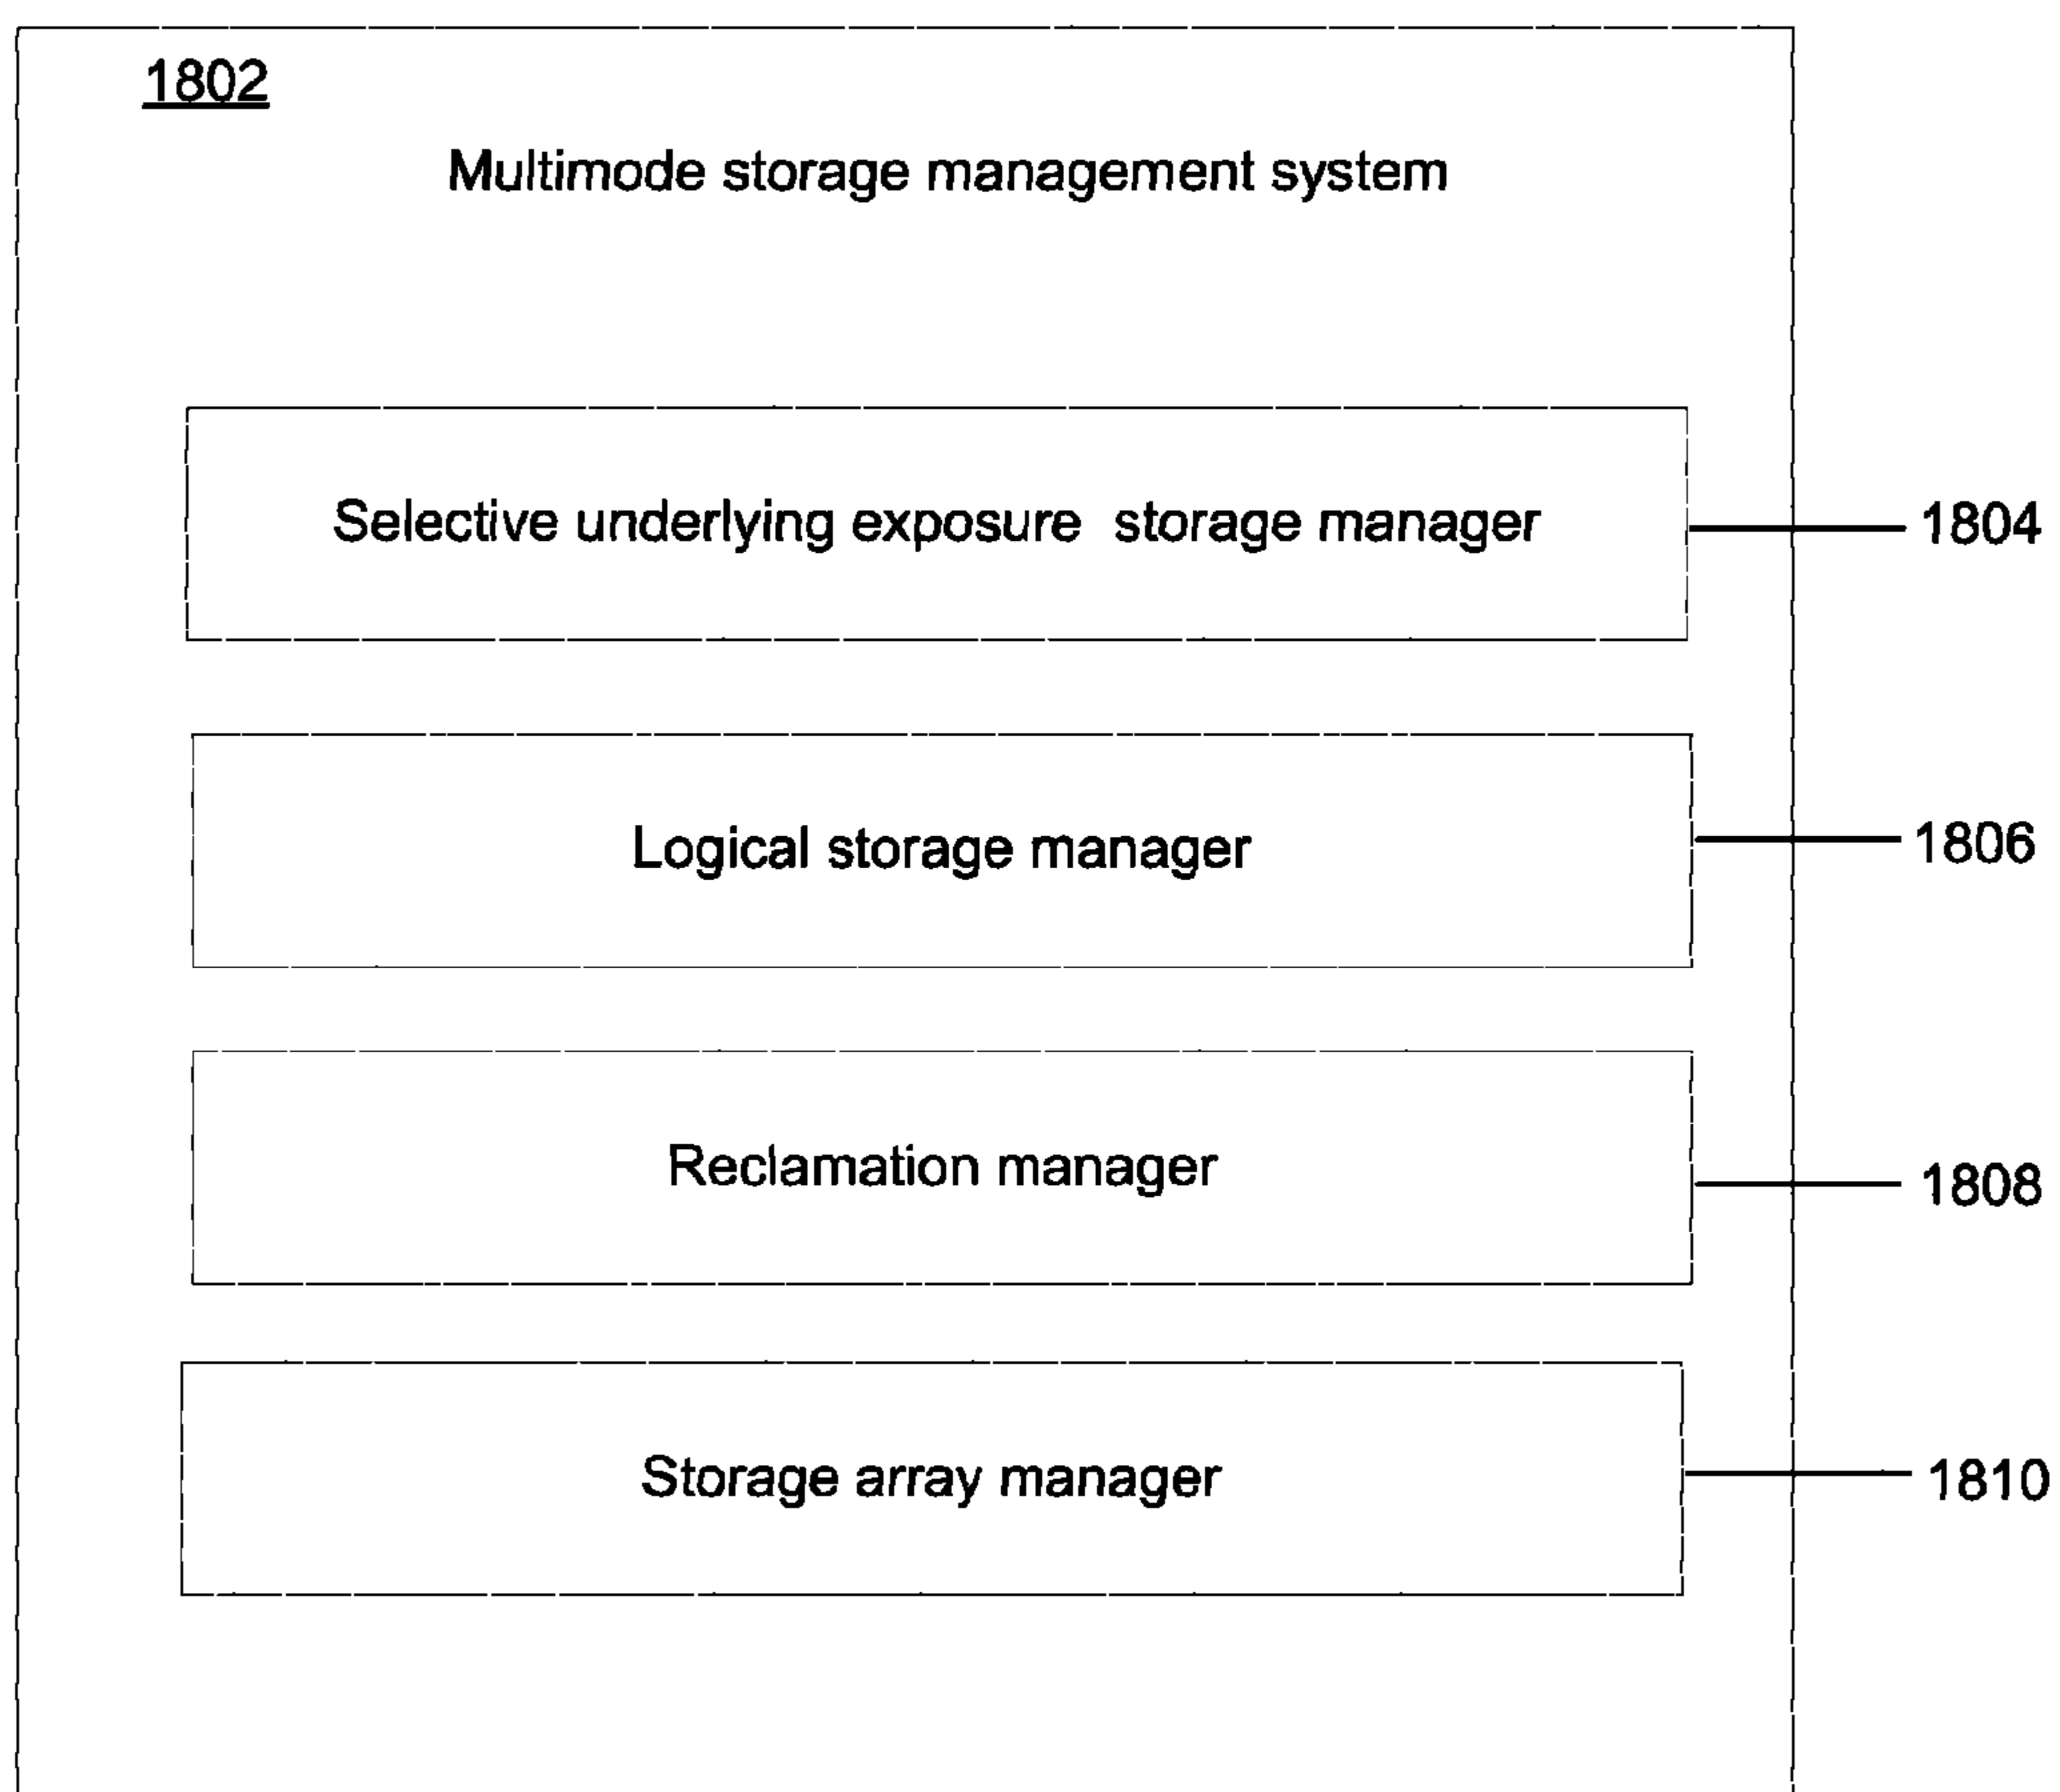 1802
Multimode storage management system
Selective underlying exposure storage manager
1804
Logical storage manager
1806
Reclamation manager
1808
Storage array manager
1810